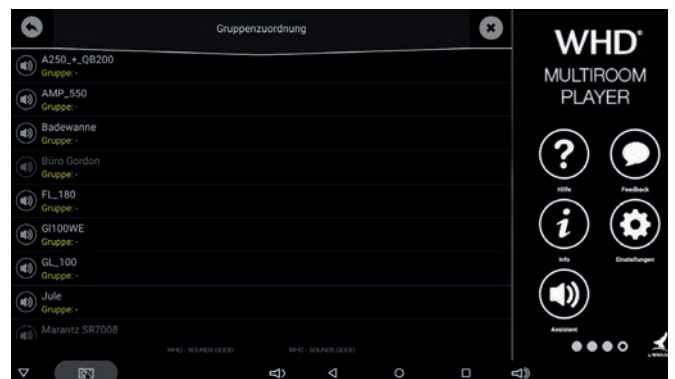 Gruppenzuordnung
A250_+_QB200
Gruppe: -
AMP_550
Gruppe: -
Badewanne
Gruppe: -
Büro Gordon
Gruppe: -
FL_180
Gruppe: -
GI100WE
Gruppe: -
GL_100
Gruppe: -
Jule
Gruppe: -
Marantz SR7008
WHD - SOUNDS GOOD
WHD - SOUNDS GOOD
WHD®
MULTIROOM
PLAYER
Hilfe
Feedback
Info
Einstellungen
Assistent